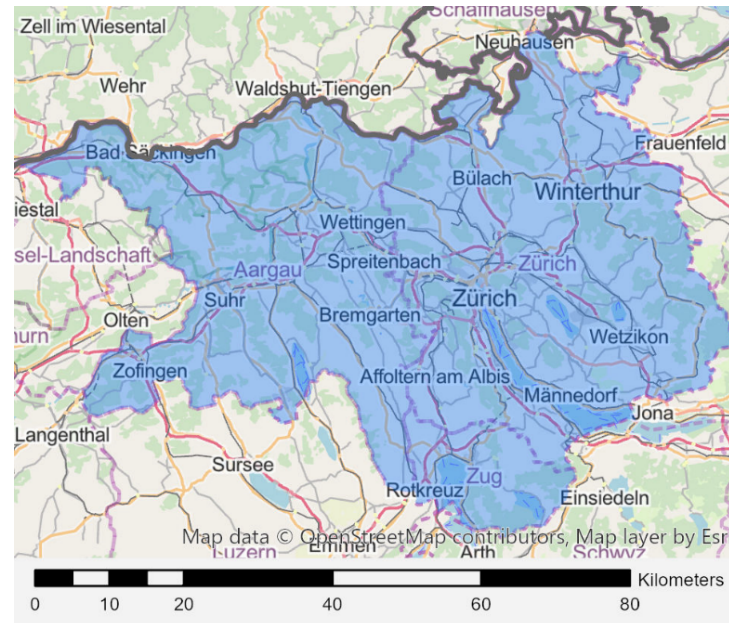 Schaffhausen
Zell im Wiesental
Neuhausen
Wehr
Waldshut-Tiengen
Frauenfeld
Bad Säckingen
Bülach
Winterthur
iestal
Wettingen
sel-Landschaft
Spreitenbach
Zürich
Aargau
Suhr
Zürich
Olten
Bremgarten
Wetzikon
hurn
Zofingen
Affoltern am Albis
Männedorf
Jona
Langenthal
Sursee
Rotkreuz
Zug
Einsiedeln
Map data © OpenStreetMap contributors, Map layer by Esr
Luzern
Emmen
Arth
Schwyz
Kilometers
0 10 20 40 60 80